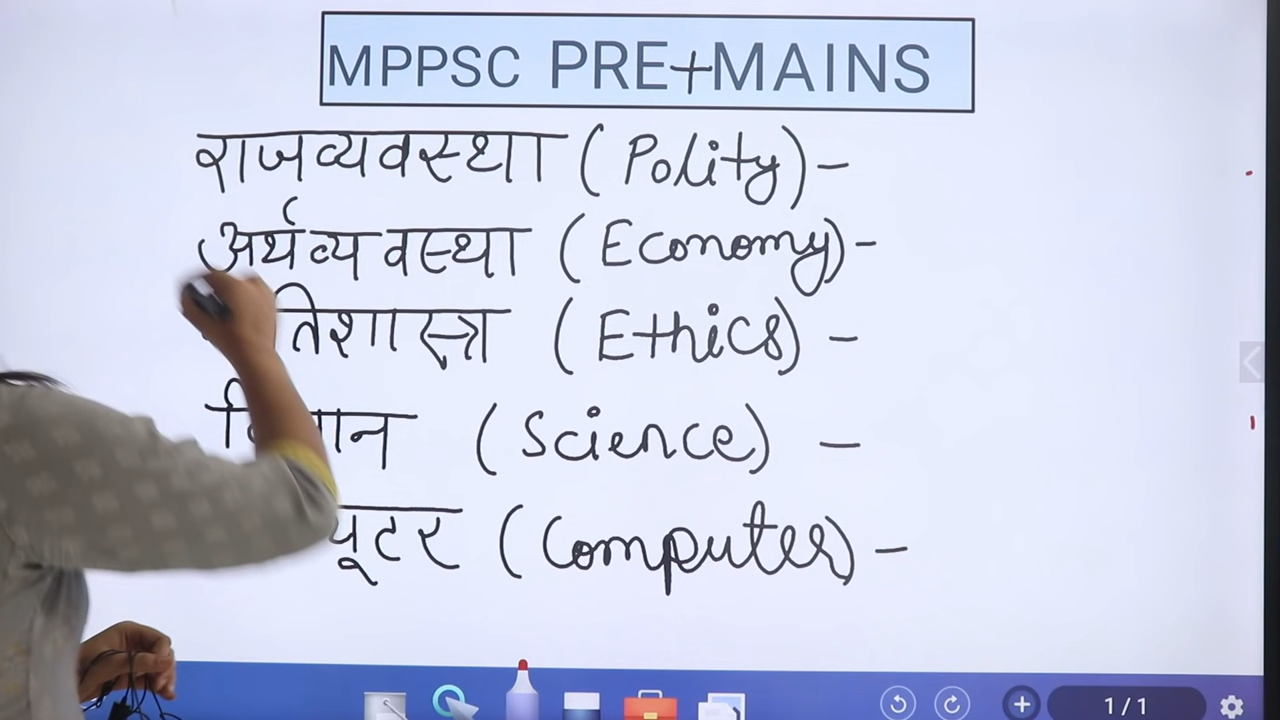 MPPSC PRE+MAINS
राजव्यवस्था (Polity)-
अर्थव्यवस्था (Economy)-
(Ethics) -
(Science) -
(Computer) -
1/1